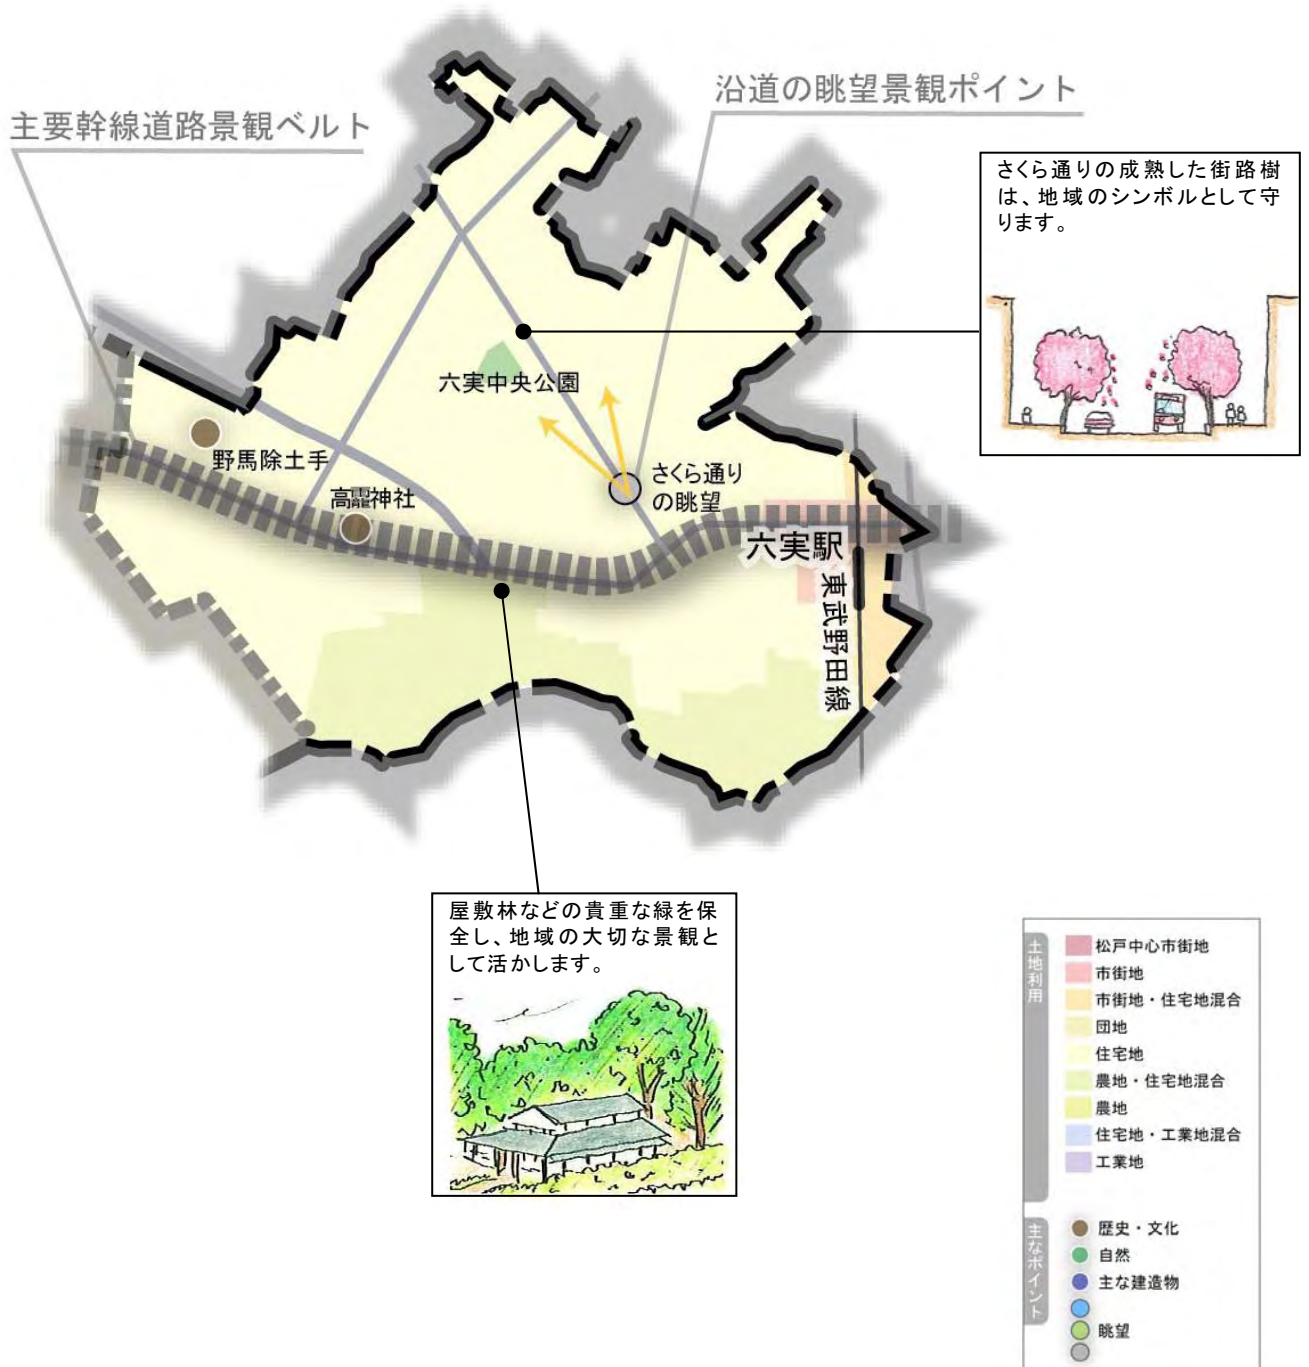 沿道の眺望景観ポイント
主要幹線道路景観ベルト
さくら通りの成熟した街路樹
は、地域のシンボルとして守
ります。
六実中央公園
野馬除土手
高龗神社
さくら通り
の眺望
六実駅
東武野田線
屋敷林などの貴重な緑を保
全し、地域の大切な景観と
して活かします。
土地利用
松戸中心市街地
市街地
市街地・住宅地混合
団地
住宅地
農地・住宅地混合
農地
住宅地・工業地混合
工業地
主なポイント
歴史・文化
自然
主な建造物
眺望